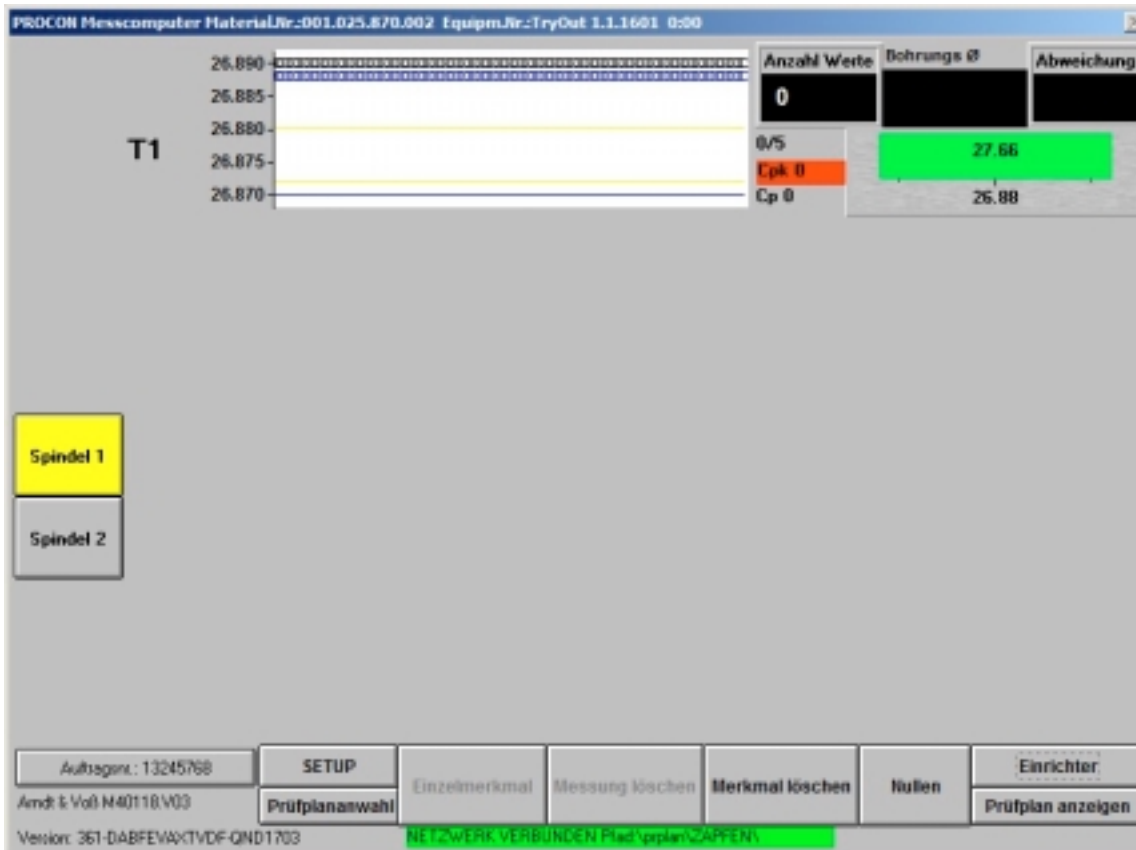 PROCON Messcomputer Material.Nr.:001.025.870.002 Equipm.Nr.:TryOut 1.1.1601 0:00
T1
26.890
26.885
26.880
26.875
26.870
Anzahl Werte
0
Bohrungs Ø
Abweichung
0/5
Cpk 0
Cp 0
27.66
26.88
Spindel 1
Spindel 2
Auftragsnr.: 13245768
Arndt & Voß M40118.V03
SETUP
Prüfplananwahl
Einzelmerkmal
Messung löschen
Merkmal löschen
Nullen
Einrichter
Prüfplan anzeigen
Version: 361-DABFEVAXTVDF-QND1703
NETZWERK VERBUNDEN Pfad:\prplan\ZAPFEN\